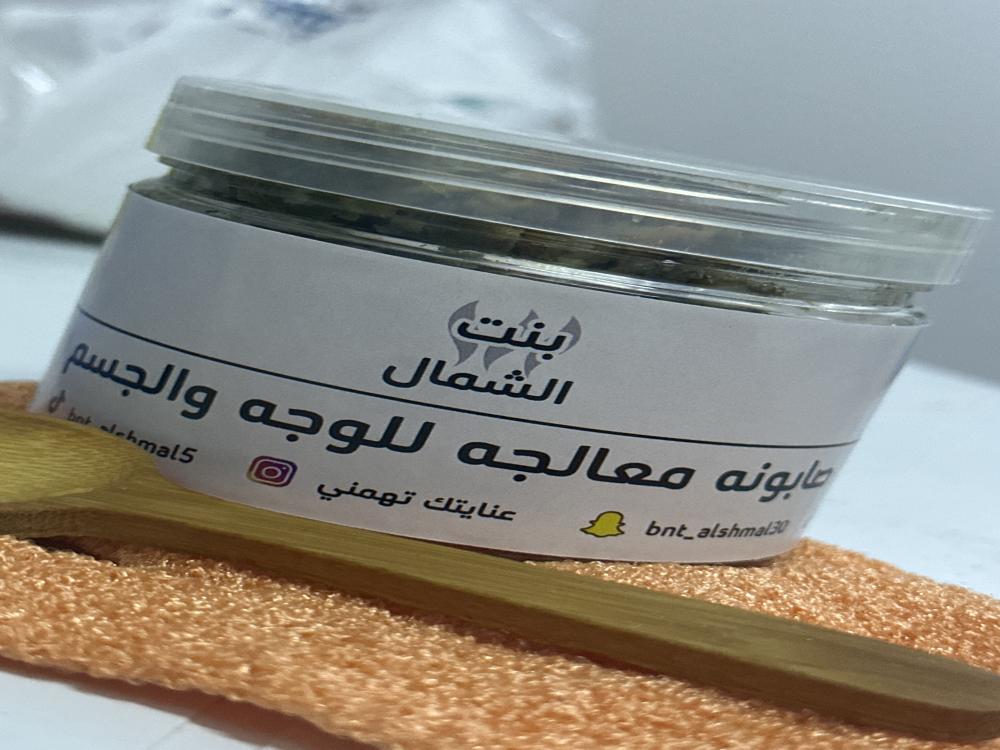 بنت
الشمال
صابونه معالجه للوجه والجسم
bnt_alshmal30 عنايتك تهمني bnt_alshmal5